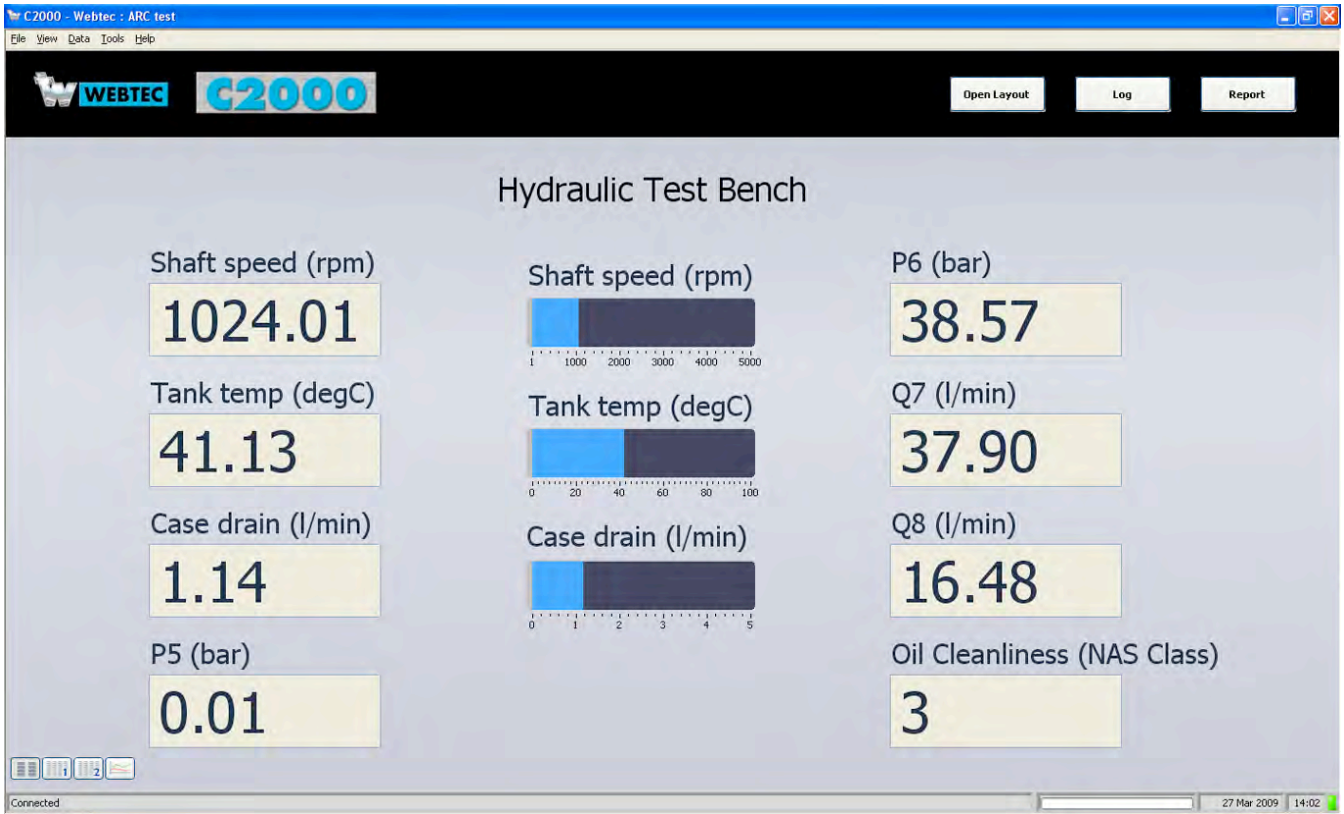 C2000 - Webtec : ARC test
File View Data Tools Help
WEBTEC C2000
Open Layout Log Report
Hydraulic Test Bench
Shaft speed (rpm)
1024.01
Tank temp (degC)
41.13
Case drain (l/min)
1.14
P5 (bar)
0.01
Shaft speed (rpm)
1 1000 2000 3000 4000 5000
Tank temp (degC)
0 20 40 60 80 100
Case drain (l/min)
0 1 2 3 4 5
P6 (bar)
38.57
Q7 (l/min)
37.90
Q8 (l/min)
16.48
Oil Cleanliness (NAS Class)
3
1 2
Connected 27 Mar 2009 14:02